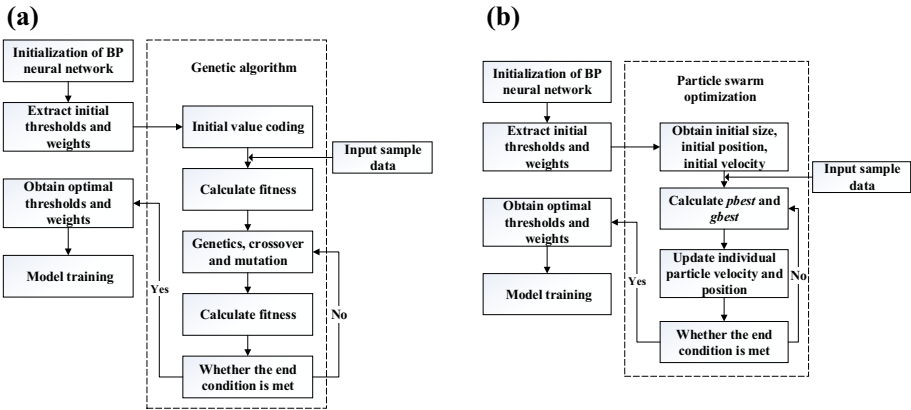 (a)
Initialization of BP
neural network
Genetic algorithm
Extract initial
thresholds and
weights
Initial value coding
Input sample
data
Obtain optimal
thresholds and
weights
Calculate fitness
Genetics, crossover
and mutation
Model training
Yes
No
Calculate fitness
Whether the end
condition is met
(b)
Initialization of BP
neural network
Particle swarm
optimization
Extract initial
thresholds and
weights
Obtain initial size,
initial position,
initial velocity
Input sample
data
Obtain optimal
thresholds and
weights
Calculate pbest and
gbest
Update individual
particle velocity and
position
Model training
Yes
No
Whether the end
condition is met